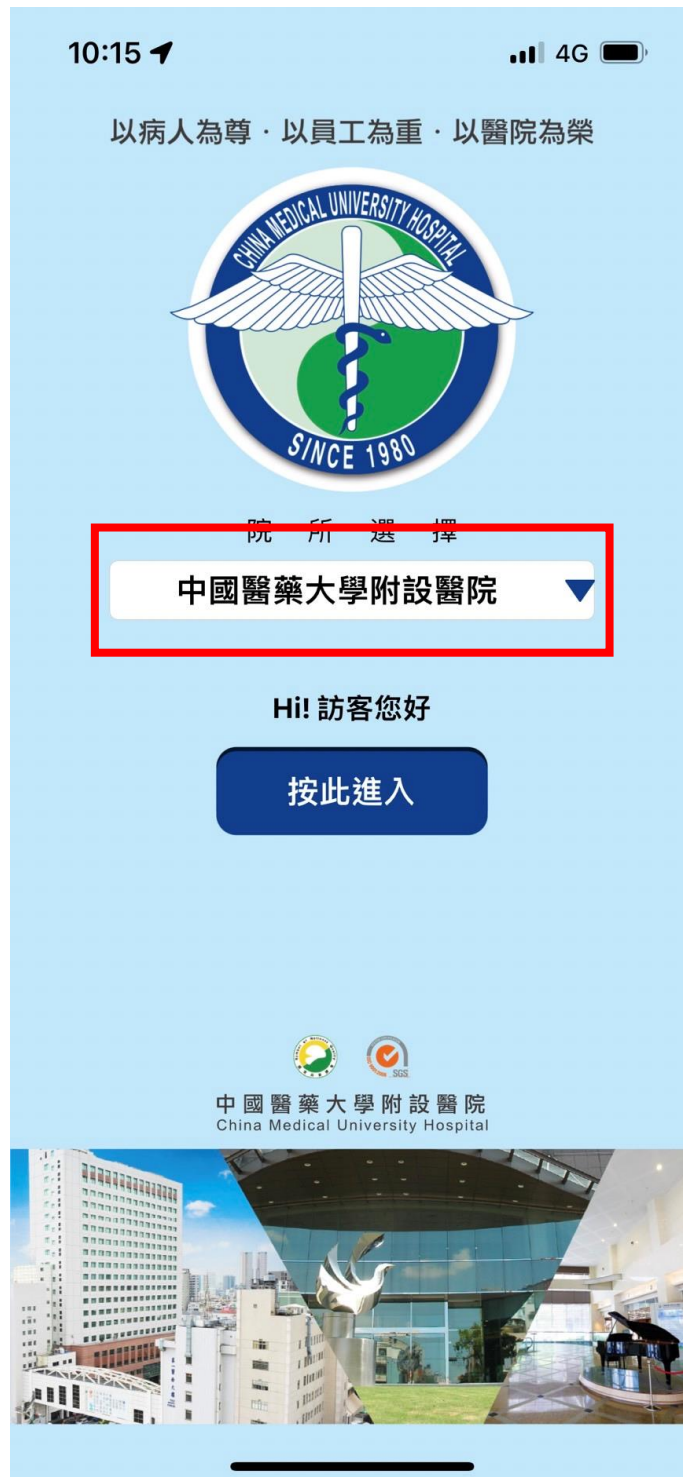 10:15
4G
以病人為尊・以員工為重・以醫院為榮
CHINA MEDICAL UNIVERSITY HOSPITAL
SINCE 1980
院所選擇
中國醫藥大學附設醫院
Hi! 訪客您好
按此進入
SGS
中國醫藥大學附設醫院
China Medical University Hospital